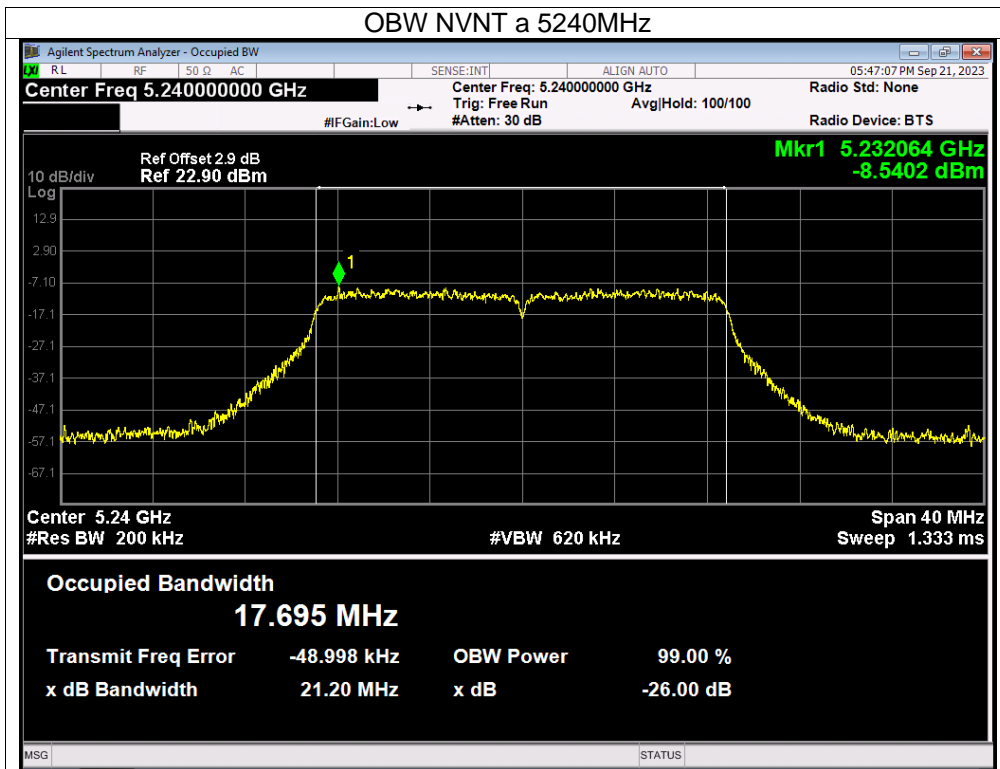 OBW NVNT a 5240MHz
Agilent Spectrum Analyzer - Occupied BW
LXI RL RF 50 Ω AC SENSE:INT ALIGN AUTO 05:47:07 PM Sep 21, 2023
Center Freq 5.240000000 GHz Center Freq: 5.240000000 GHz Radio Std: None
Trig: Free Run Avg|Hold: 100/100
#IFGain:Low #Atten: 30 dB Radio Device: BTS
Mkr1 5.232064 GHz
-8.5402 dBm
Ref Offset 2.9 dB
10 dB/div Ref 22.90 dBm
Log
12.9
2.90
-7.10
-17.1
-27.1
-37.1
-47.1
-57.1
-67.1
1
Center 5.24 GHz Span 40 MHz
#Res BW 200 kHz #VBW 620 kHz Sweep 1.333 ms
Occupied Bandwidth
17.695 MHz
Transmit Freq Error -48.998 kHz OBW Power 99.00 %
x dB Bandwidth 21.20 MHz x dB -26.00 dB
MSG STATUS